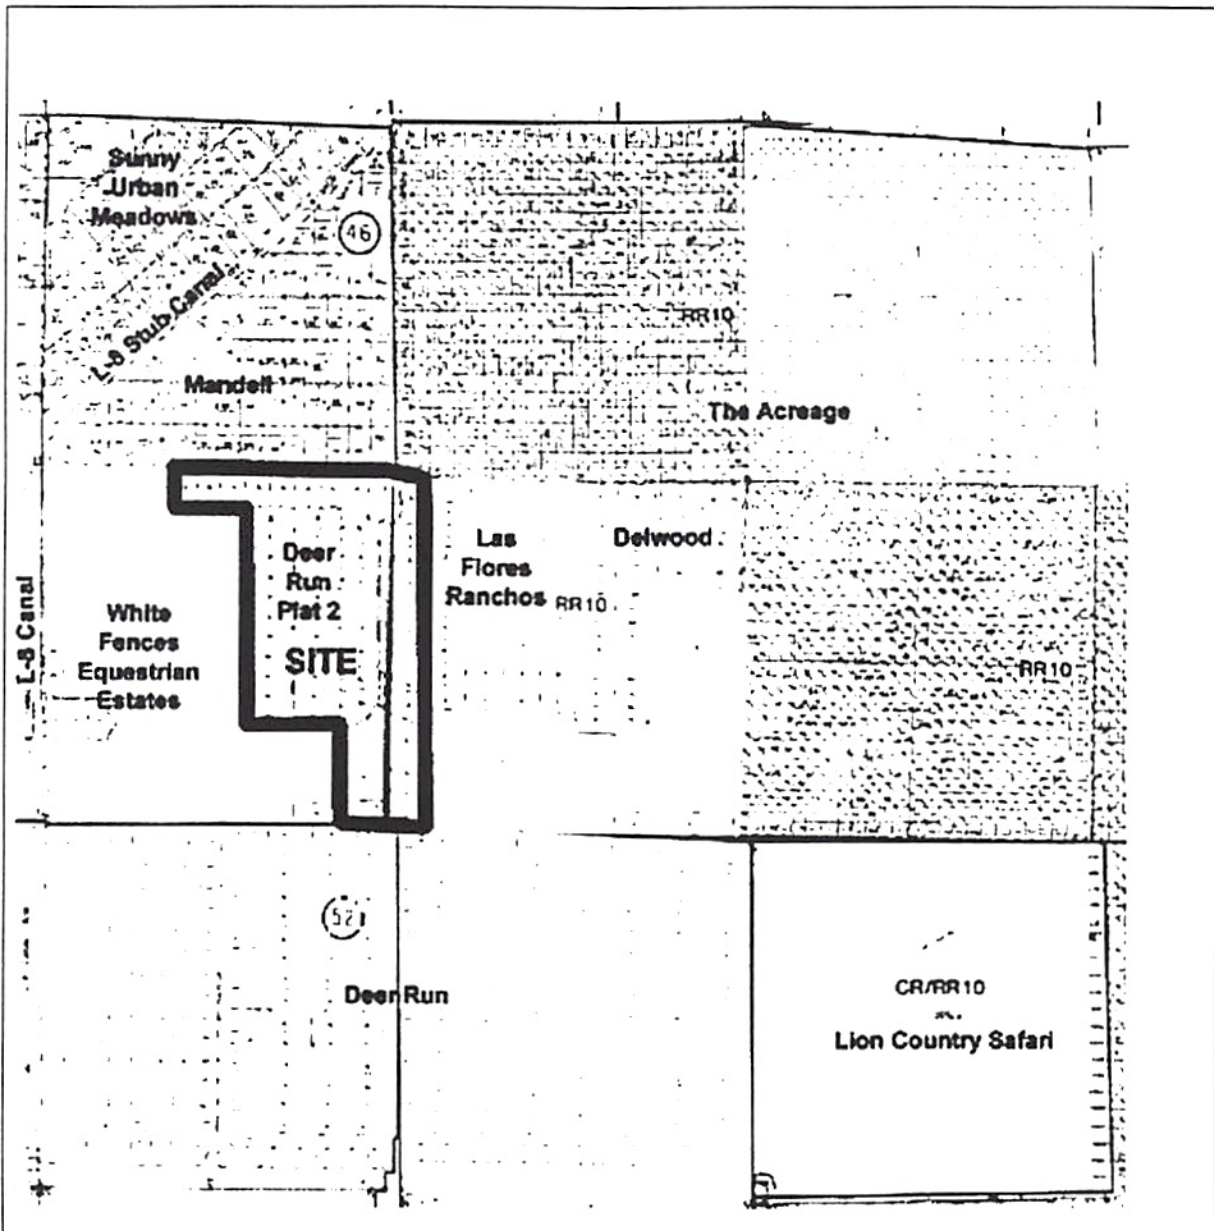 Sunny
Urban
Meadows
46
L-8 Stub Canal
RR10
Mandell
The Acreage
Las
Flores
Ranchos
RR10
Delwood
Deer
Run
Plat 2
SITE
White
Fences
Equestrian
Estates
L-8 Canal
RR10
52
Deer Run
CR/RR10
Lion Country Safari